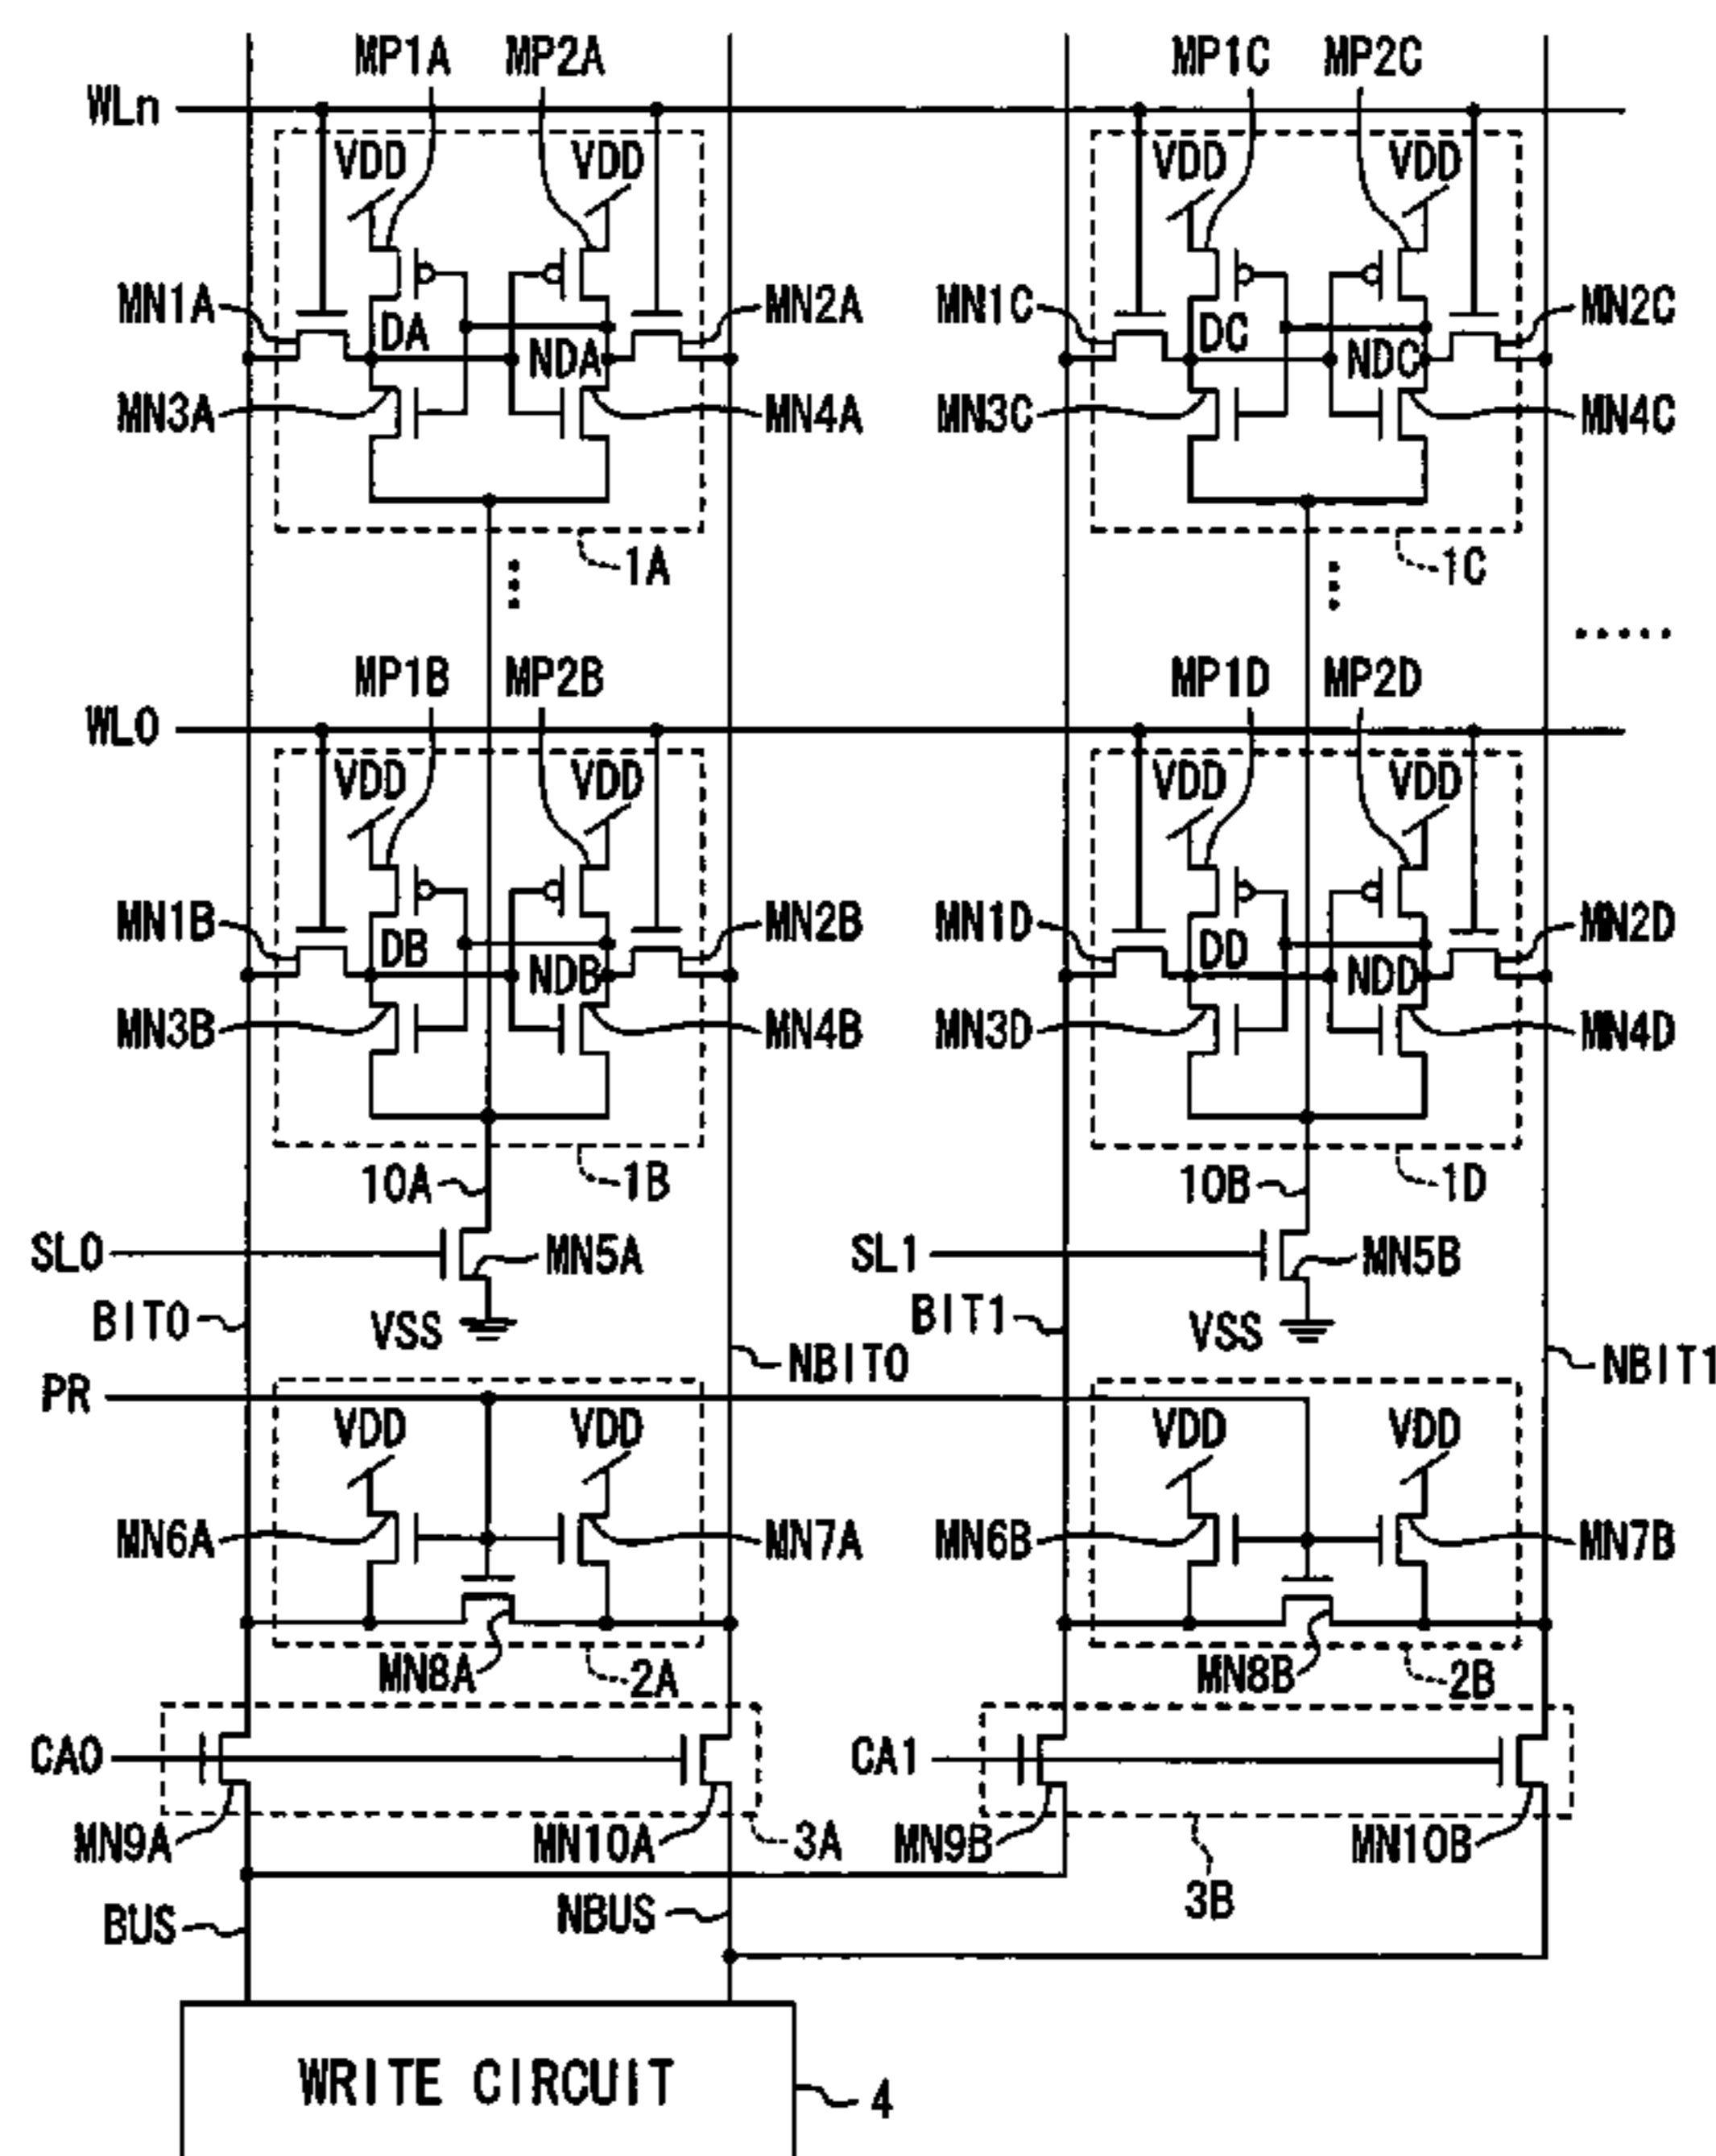 MP1A MP2A MP1C MP2C
WLn
VDD VDD VDD VDD
MN1A DA NDA MN2A MN1C DC NDC MN2C
MN3A MN4A MN3C MN4C
1A 1C
MP1B MP2B MP1D MP2D
WL0
VDD VDD VDD VDD
MN1B DB NDB MN2B MN1D DD NDD MN2D
MN3B MN4B MN3D MN4D
10A 1B 10B 1D
SL0 MN5A SL1 MN5B
BIT0 VSS NBIT0 BIT1 VSS NBIT1
PR
VDD VDD VDD VDD
MN6A MN7A MN6B MN7B
MN8A 2A MN8B 2B
CA0 CA1
MN9A MN10A 3A MN9B MN10B
BUS NBUS 3B
WRITE CIRCUIT 4